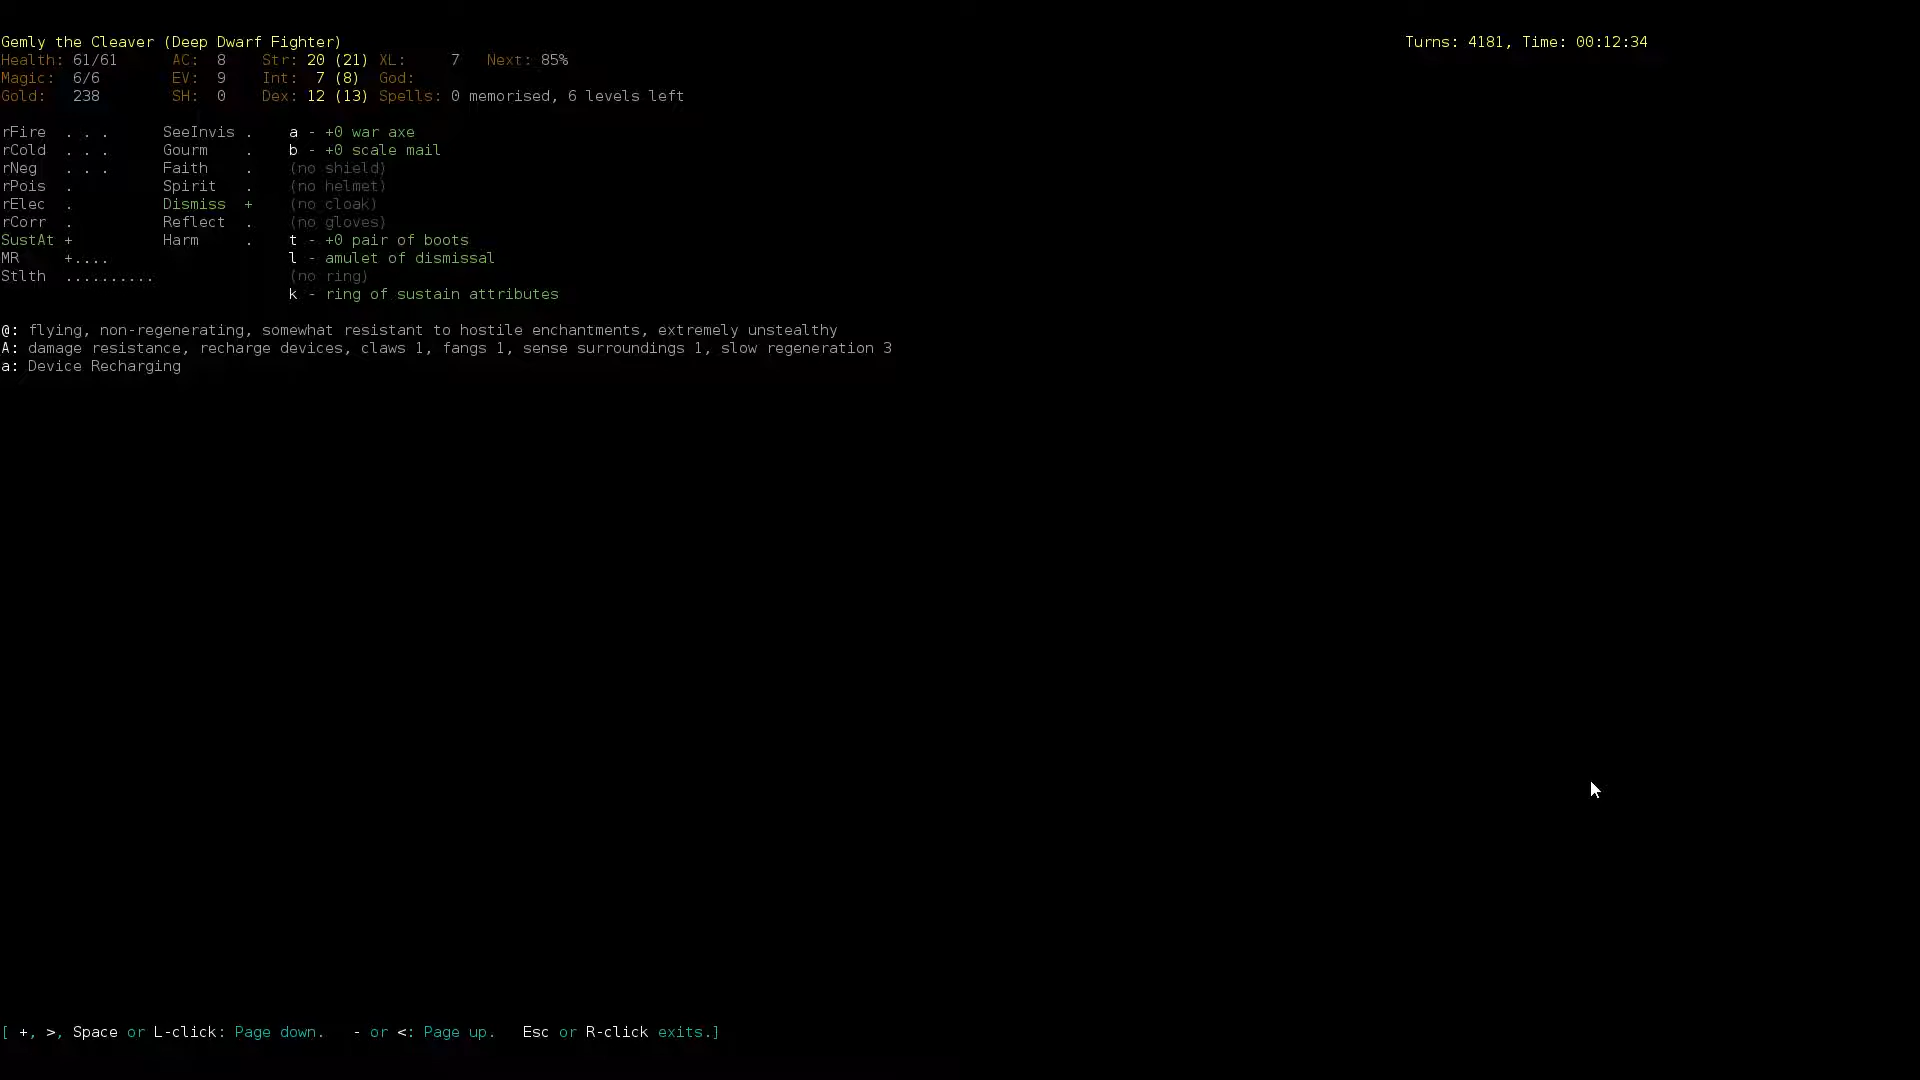 Gemly the Cleaver (Deep Dwarf Fighter) Turns: 4181, Time: 00:12:34
Health: 61/61 AC: 8 Str: 20 (21) XL: 7 Next: 85%
Magic: 6/6 EV: 9 Int: 7 (8) God:
Gold: 238 SH: 0 Dex: 12 (13) Spells: 0 memorised, 6 levels left
rFire . . . SeeInvis . a - +0 war axe
rCold . . . Gourm . b - +0 scale mail
rNeg . . . Faith . (no shield)
rPois . Spirit . (no helmet)
rElec . Dismiss + (no cloak)
rCorr . Reflect . (no gloves)
SustAt + Harm . t - +0 pair of boots
MR +.... l - amulet of dismissal
Stlth .......... (no ring)
k - ring of sustain attributes
@: flying, non-regenerating, somewhat resistant to hostile enchantments, extremely unstealthy
A: damage resistance, recharge devices, claws 1, fangs 1, sense surroundings 1, slow regeneration 3
a: Device Recharging
[ +, >, Space or L-click: Page down. - or <: Page up. Esc or R-click exits.]